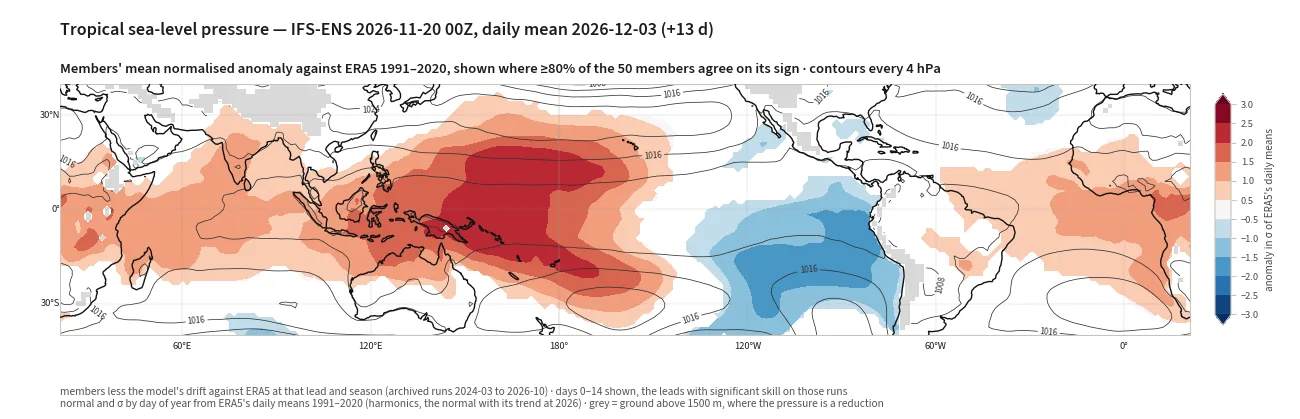 Tropical sea-level pressure — IFS-ENS 2026-11-20 00Z, daily mean 2026-12-03 (+13 d)
Members' mean normalised anomaly against ERA5 1991–2020, shown where ≥80% of the 50 members agree on its sign · contours every 4 hPa
30°N
0°
30°S
60°E
120°E
180°
120°W
60°W
0°
1016
1016
1016
1024
1016
1016
1016
1016
1016
1016
1016
1008
1016
3.0
2.5
2.0
1.5
1.0
0.5
−0.5
−1.0
−1.5
−2.0
−2.5
−3.0
anomaly in σ of ERA5's daily means
members less the model's drift against ERA5 at that lead and season (archived runs 2024-03 to 2026-10) · days 0–14 shown, the leads with significant skill on those runs
normal and σ by day of year from ERA5's daily means 1991–2020 (harmonics, the normal with its trend at 2026) · grey = ground above 1500 m, where the pressure is a reduction